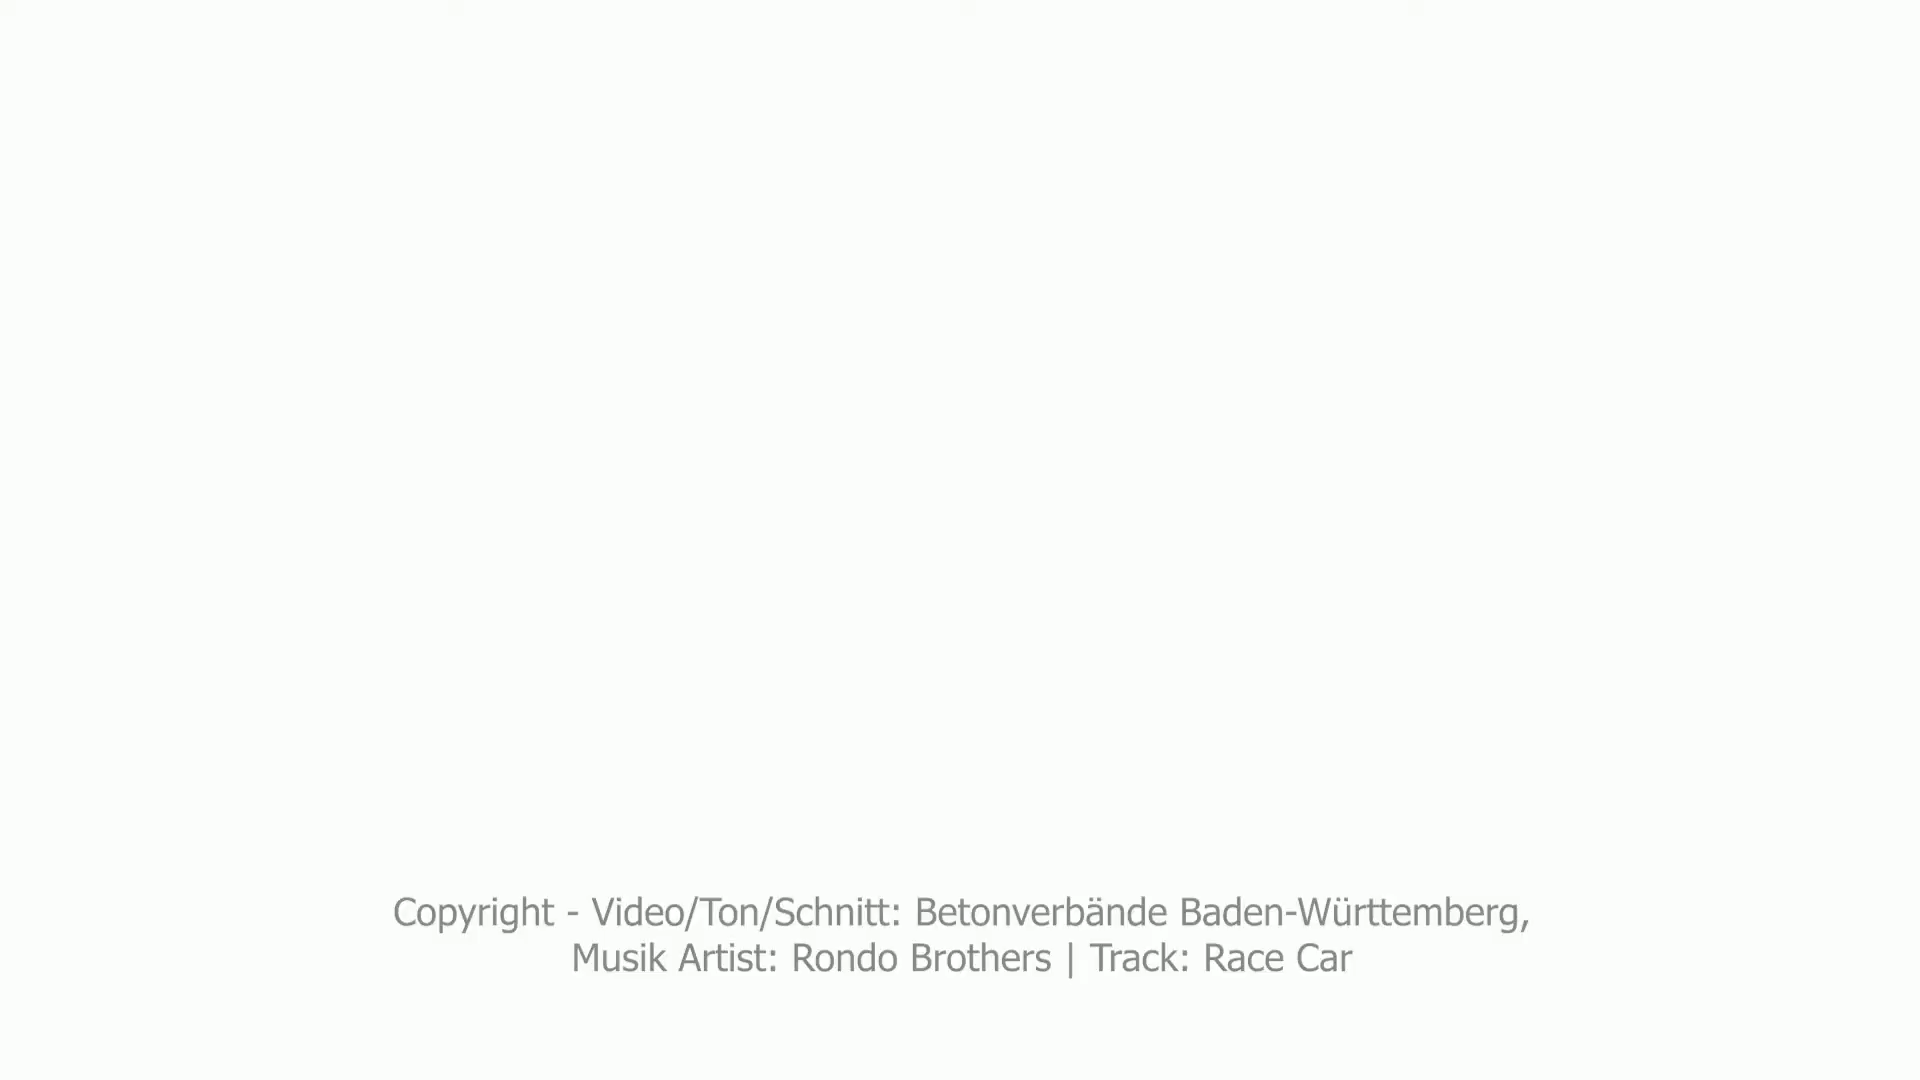 Copyright - Video/Ton/Schnitt: Betonverbände Baden-Württemberg,
Musik Artist: Rondo Brothers | Track: Race Car